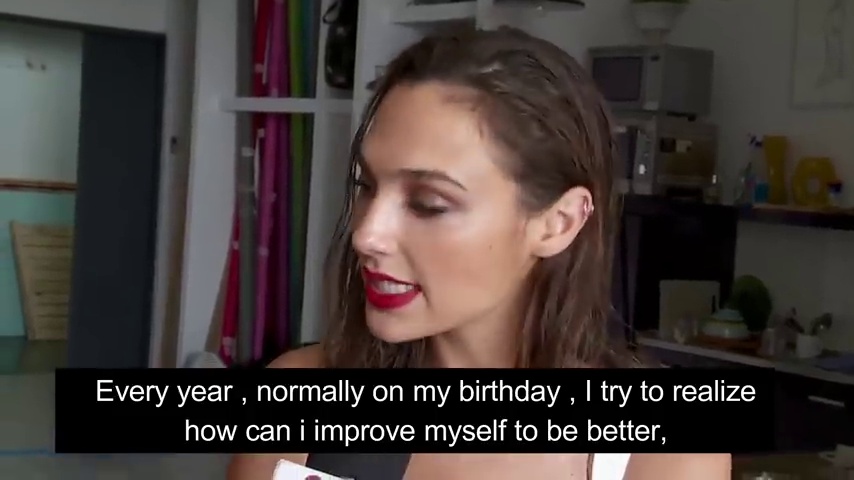 Every year , normally on my birthday , I try to realize
how can i improve myself to be better,